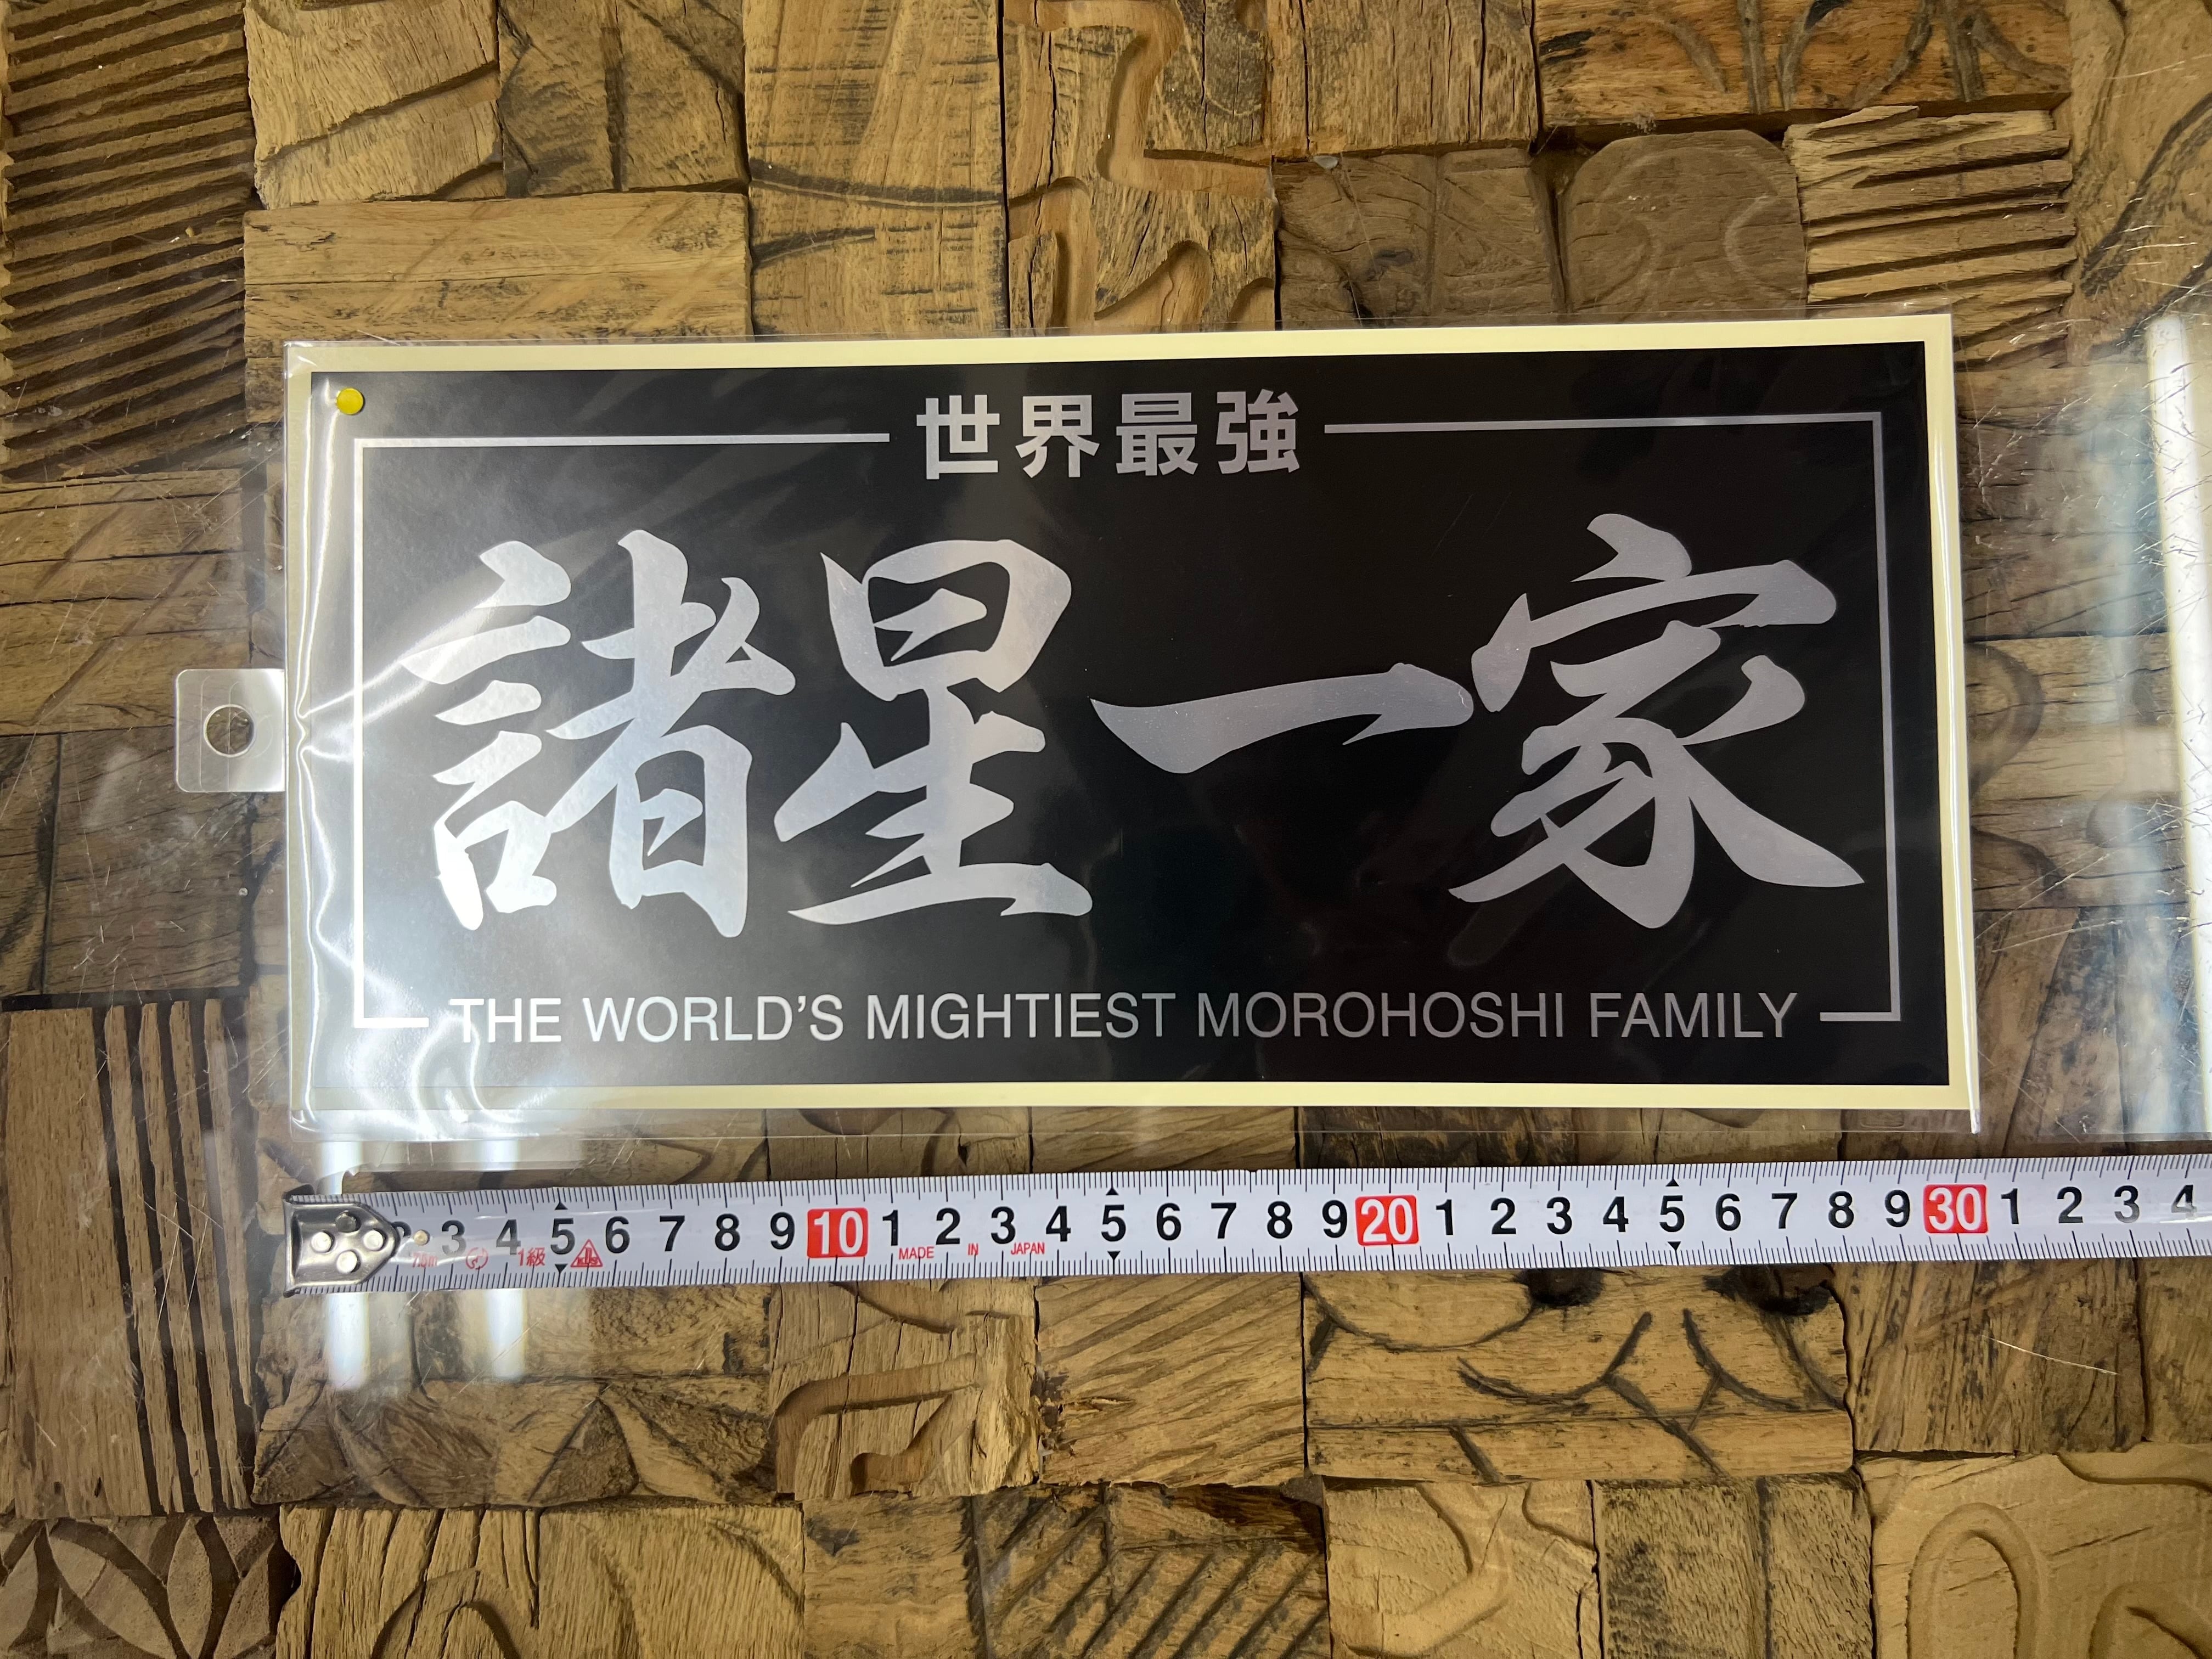 世界最強
諸星一家
THE WORLD'S MIGHTIEST MOROHOSHI FAMILY
2 3 4 5 6 7 8 9 10 1 2 3 4 5 6 7 8 9 20 1 2 3 4 5 6 7 8 9 30 1 2 3 4
1級 JIS MADE IN JAPAN